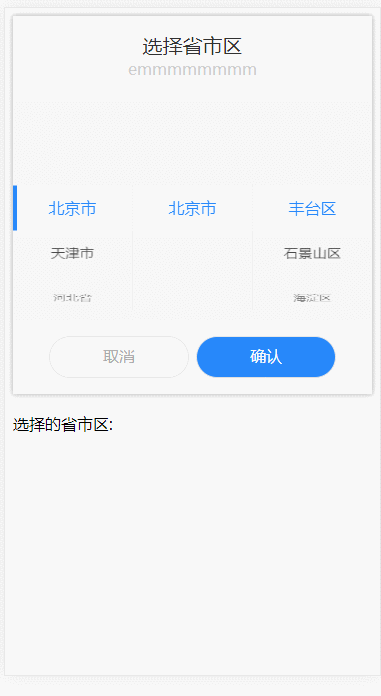 选择省市区
emmmmmmmm
北京市 北京市 丰台区
天津市 石景山区
河北省 海淀区
取消 确认
选择的省市区: